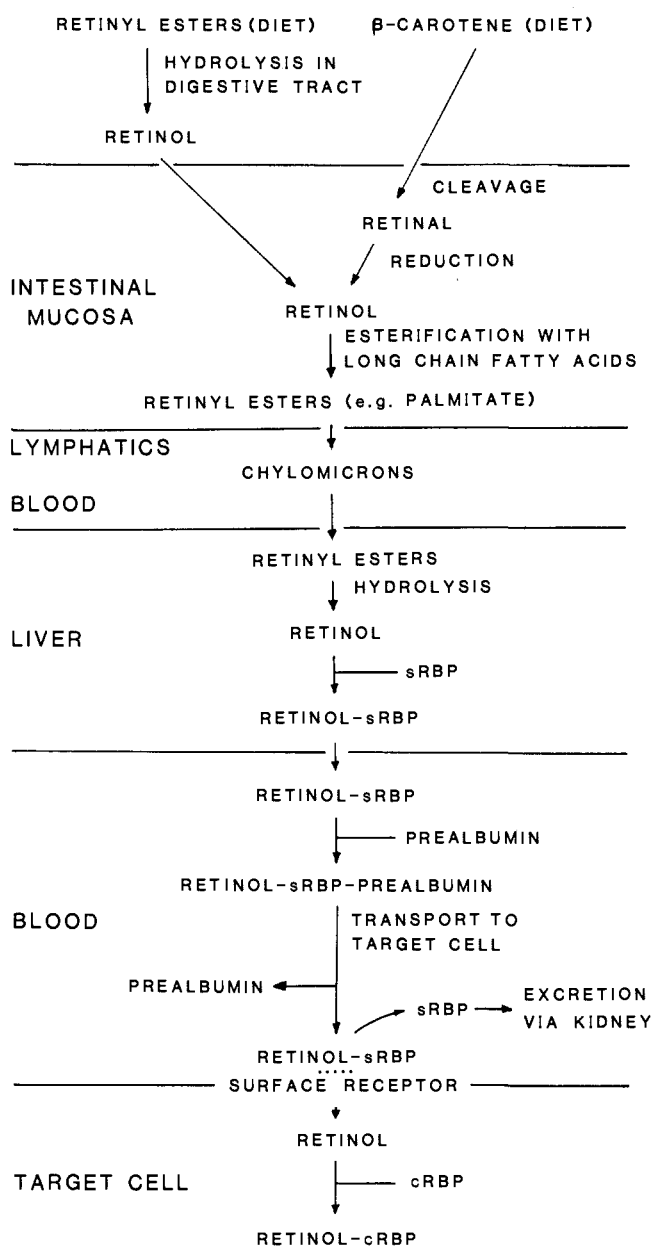 RETINYL ESTERS (DIET)
β-CAROTENE (DIET)
HYDROLYSIS IN
DIGESTIVE TRACT
RETINOL
CLEAVAGE
RETINAL
REDUCTION
INTESTINAL
MUCOSA
RETINOL
ESTERIFICATION WITH
LONG CHAIN FATTY ACIDS
RETINYL ESTERS (e.g. PALMITATE)
LYMPHATICS
CHYLOMICRONS
BLOOD
RETINYL ESTERS
HYDROLYSIS
LIVER
RETINOL
sRBP
RETINOL-sRBP
RETINOL-sRBP
PREALBUMIN
RETINOL-sRBP-PREALBUMIN
BLOOD
TRANSPORT TO
TARGET CELL
PREALBUMIN
sRBP
EXCRETION
VIA KIDNEY
RETINOL-sRBP
SURFACE RECEPTOR
RETINOL
TARGET CELL
cRBP
RETINOL-cRBP